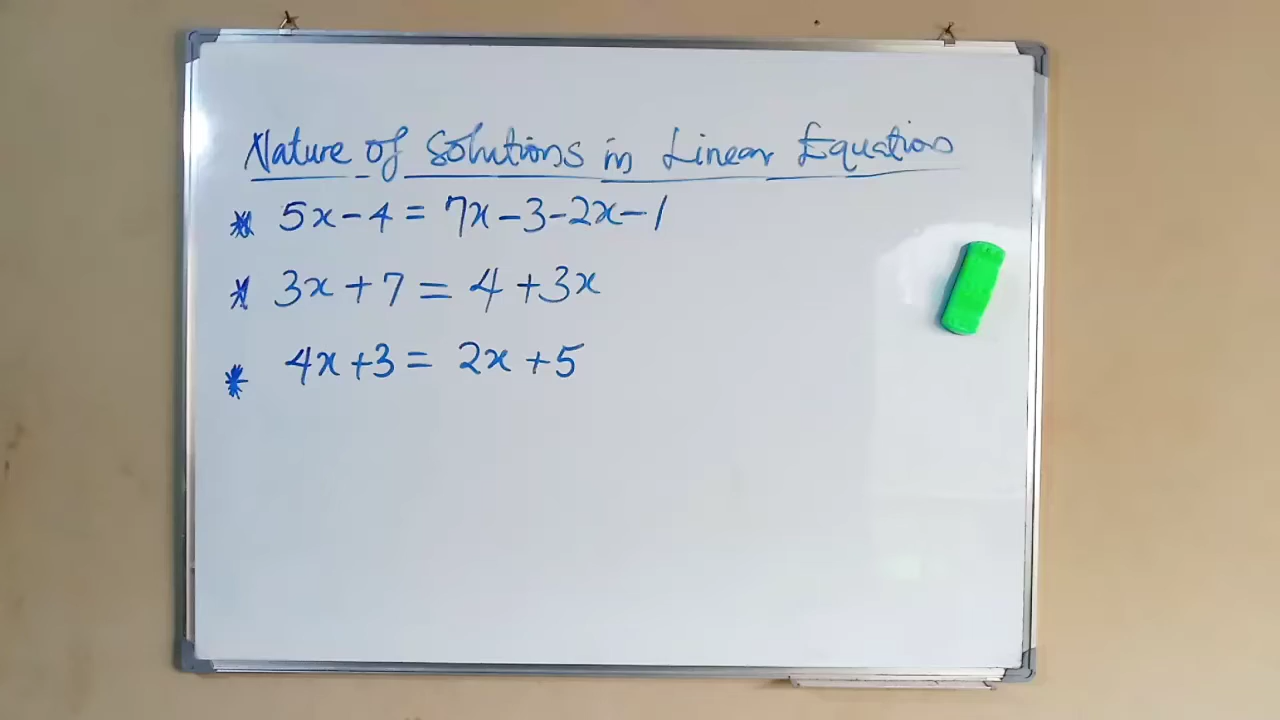 Nature of Solutions in Linear Equations
* 5x - 4 = 7x - 3 - 2x - 1
* 3x + 7 = 4 + 3x
* 4x + 3 = 2x + 5